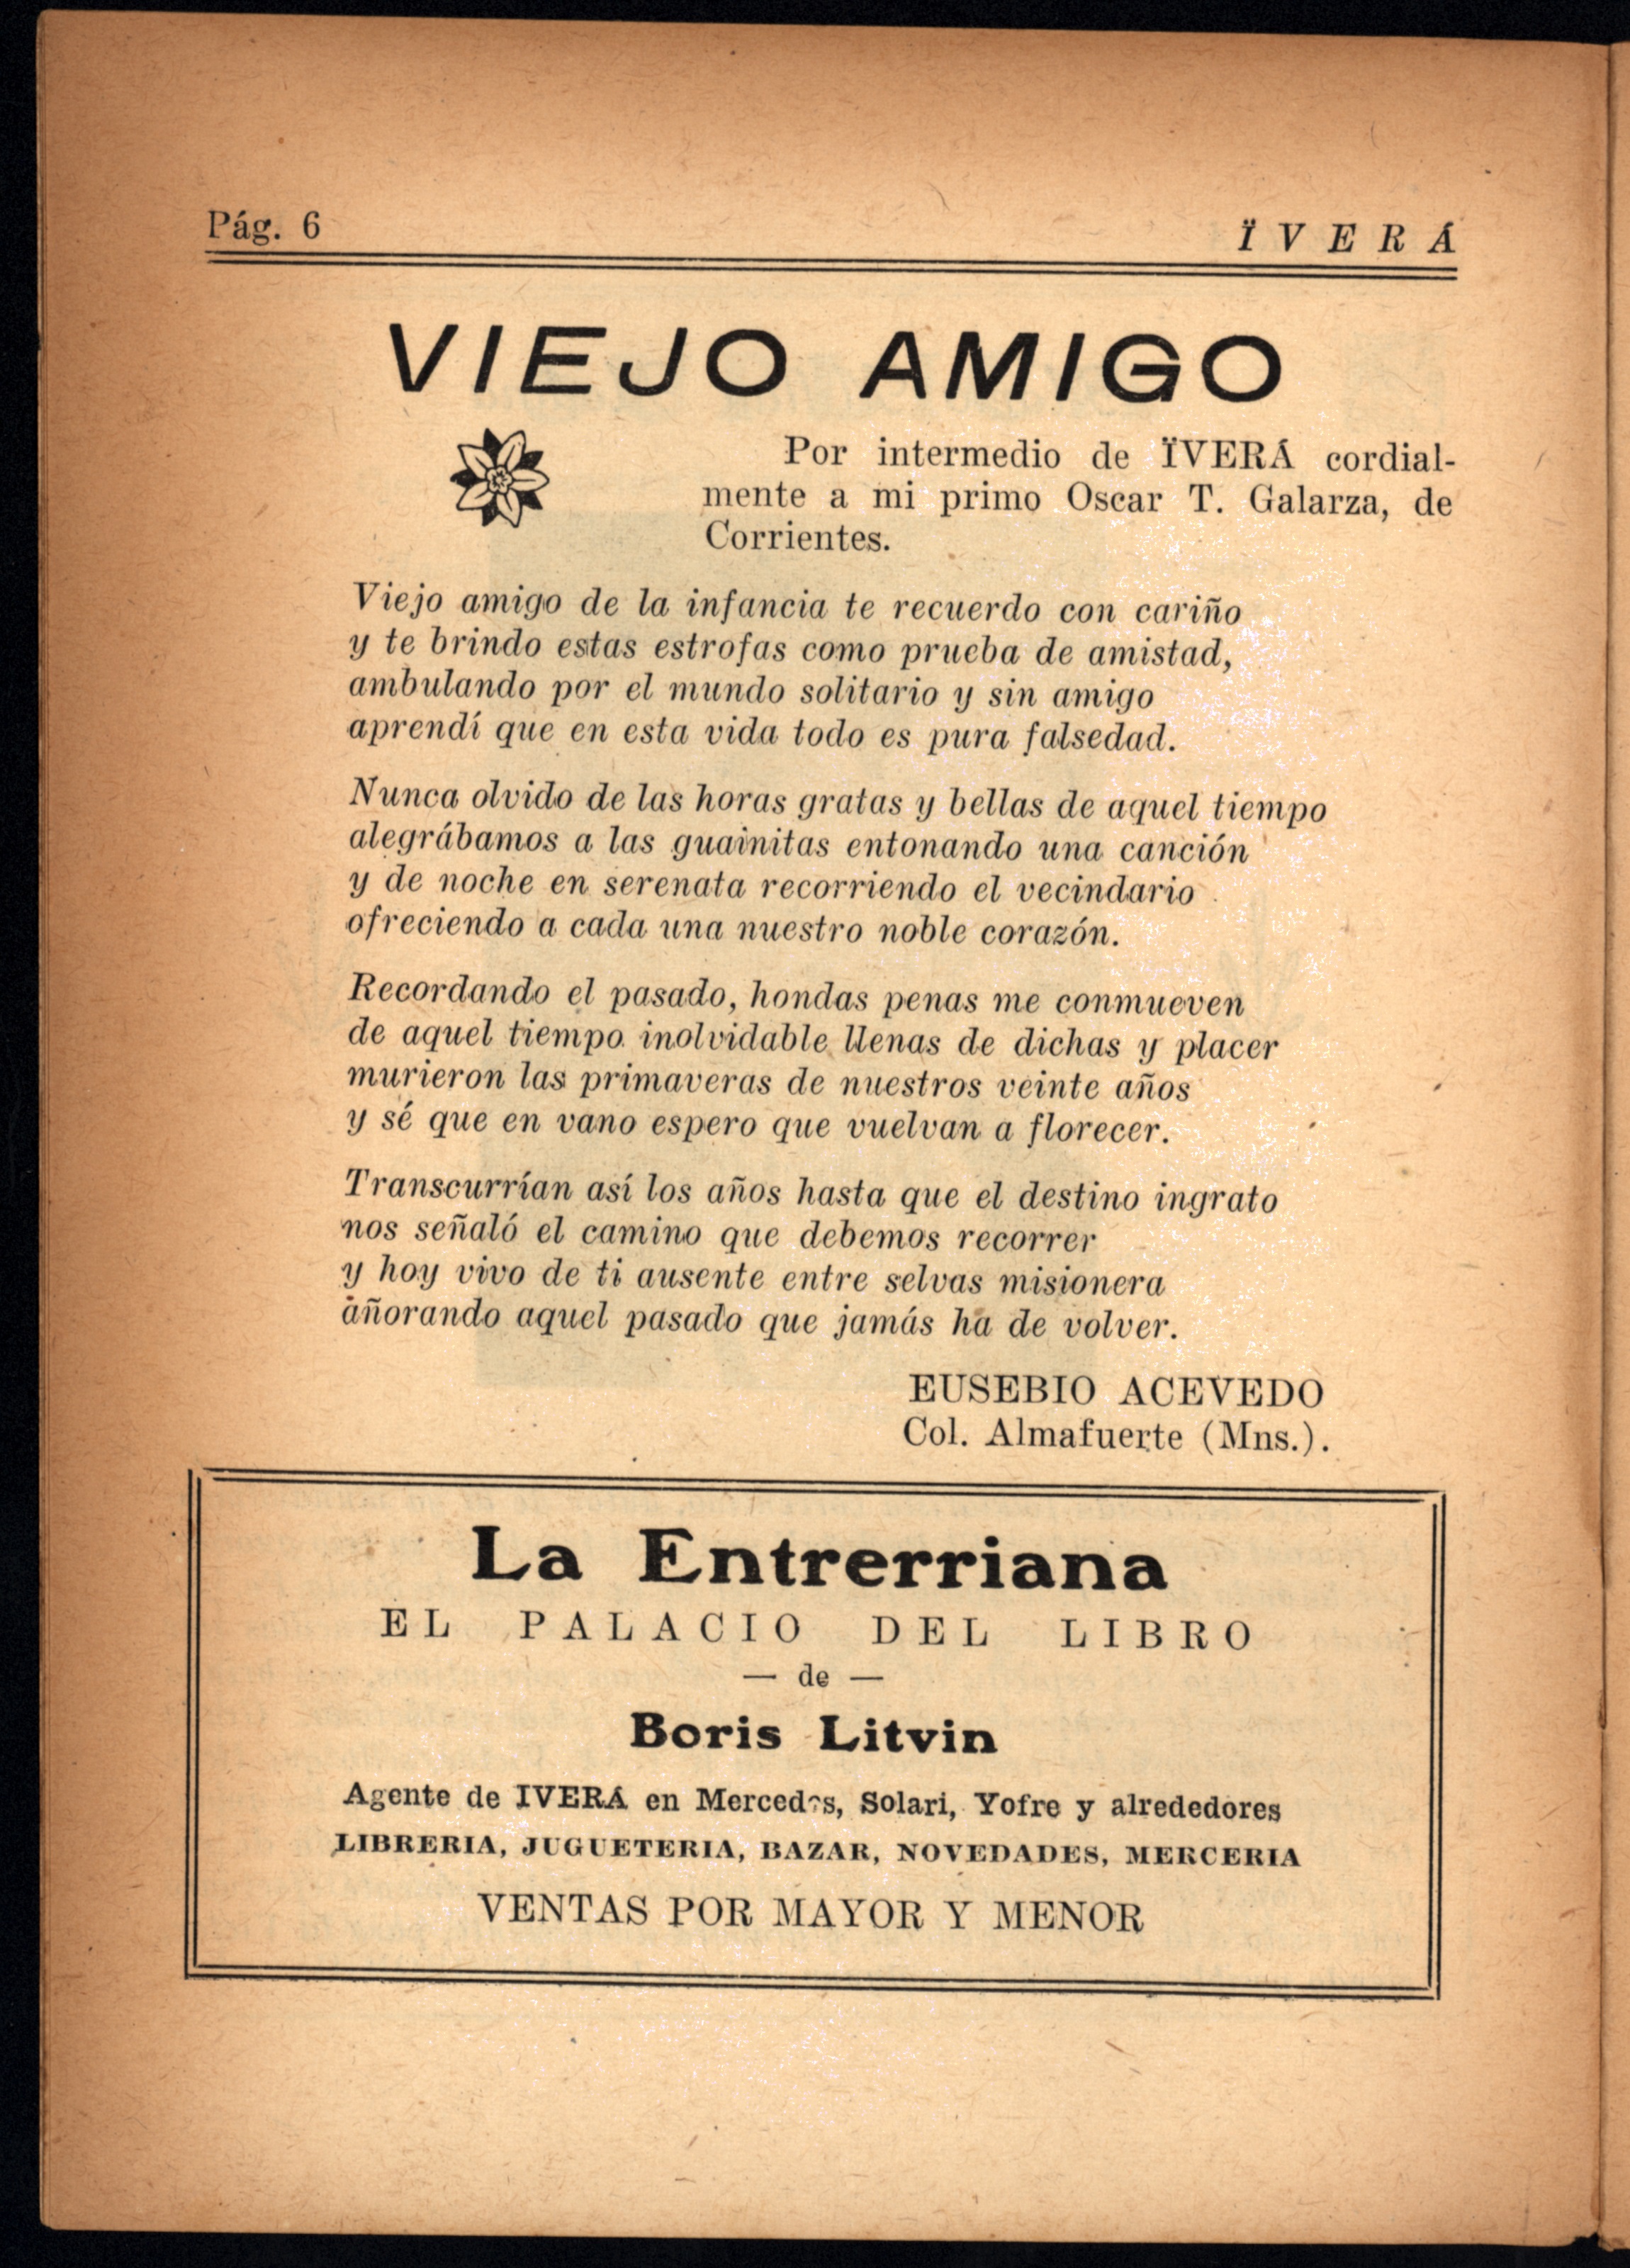 Pág. 6
ÏVERÁ
VIEJO AMIGO
Por intermedio de ÏVERÁ cordial-
mente a mi primo Oscar T. Galarza, de
Corrientes.
Viejo amigo de la infancia te recuerdo con cariño
y te brindo estas estrofas como prueba de amistad,
ambulando por el mundo solitario y sin amigo
aprendí que en esta vida todo es pura falsedad.
Nunca olvido de las horas gratas y bellas de aquel tiempo
alegrábamos a las guainitas entonando una canción
y de noche en serenata recorriendo el vecindario
ofreciendo a cada una nuestro noble corazón.
Recordando el pasado, hondas penas me conmueven
de aquel tiempo inolvidable llenas de dichas y placer
murieron las primaveras de nuestros veinte años
y sé que en vano espero que vuelvan a florecer.
Transcurrían así los años hasta que el destino ingrato
nos señaló el camino que debemos recorrer
y hoy vivo de ti ausente entre selvas misionera
añorando aquel pasado que jamás ha de volver.
EUSEBIO ACEVEDO
Col. Almafuerte (Mns.).
La Entrerriana
EL PALACIO DEL LIBRO
— de —
Boris Litvin
Agente de IVERÁ en Mercedes, Solari, Yofre y alrededores
LIBRERIA, JUGUETERIA, BAZAR, NOVEDADES, MERCERIA
VENTAS POR MAYOR Y MENOR